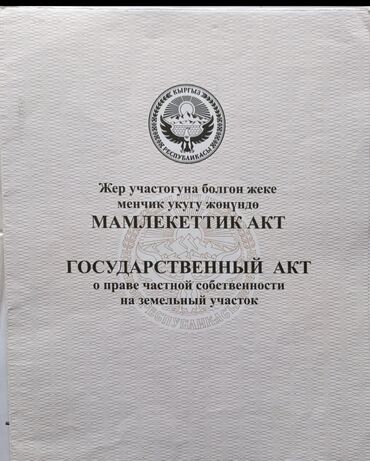 КЫРГЫЗ
РЕСПУБЛИКАСЫ
Жер участогуна болгон жеке
менчик укугу жөнүндө
МАМЛЕКЕТТИК АКТ
ГОСУДАРСТВЕННЫЙ АКТ
о праве частной собственности
на земельный участок